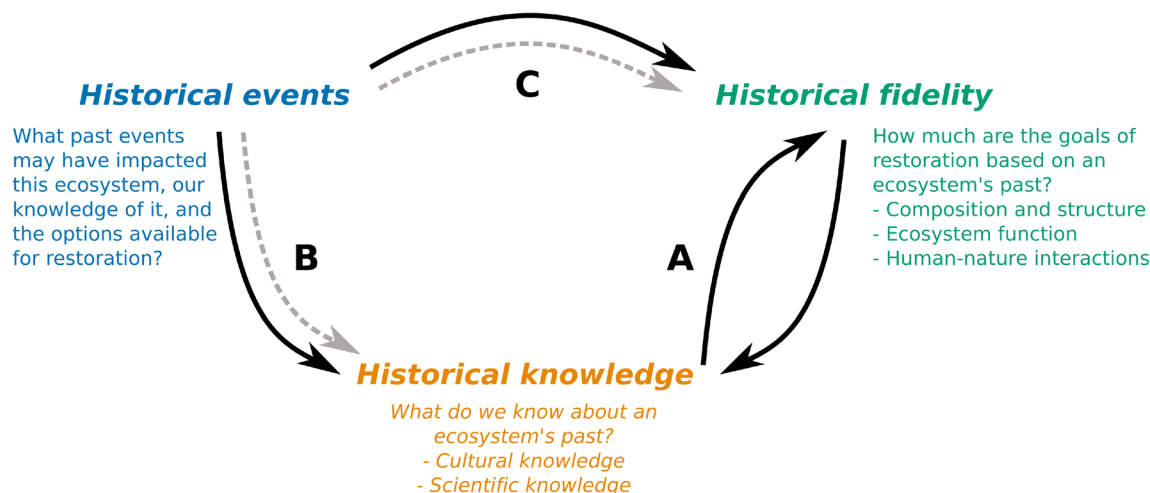 C
Historical events
Historical fidelity
What past events
may have impacted
this ecosystem, our
knowledge of it, and
the options available
for restoration?
How much are the goals of
restoration based on an
ecosystem's past?
- Composition and structure
- Ecosystem function
- Human-nature interactions
B
A
Historical knowledge
What do we know about an
ecosystem's past?
- Cultural knowledge
- Scientific knowledge